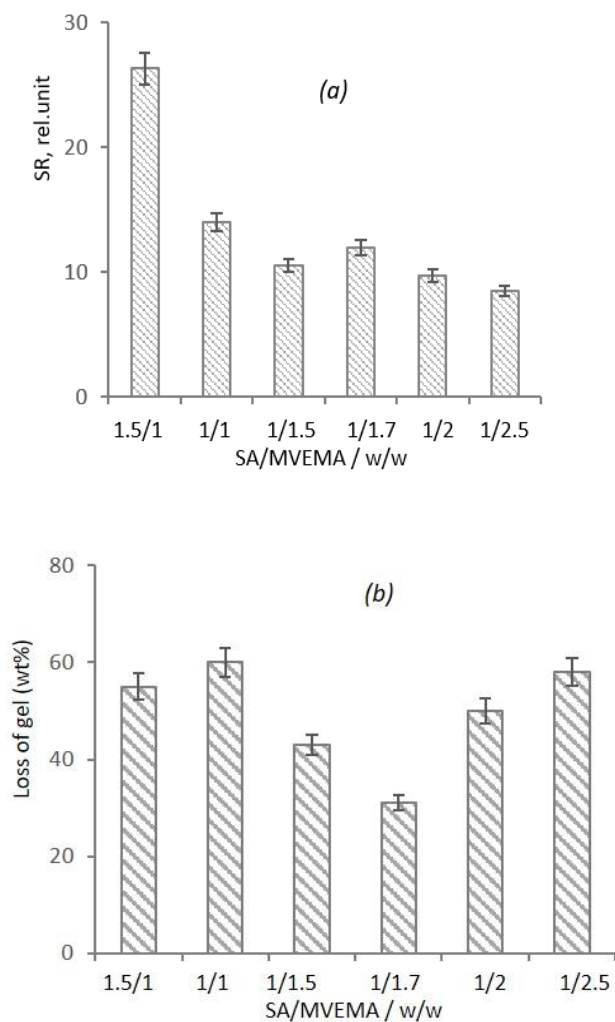 30
(a)
20
SR, rel.unit
10
0
1.5/1 1/1 1/1.5 1/1.7 1/2 1/2.5
SA/MVEMA / w/w
80
(b)
60
Loss of gel (wt%)
40
20
0
1.5/1 1/1 1/1.5 1/1.7 1/2 1/2.5
SA/MVEMA / w/w